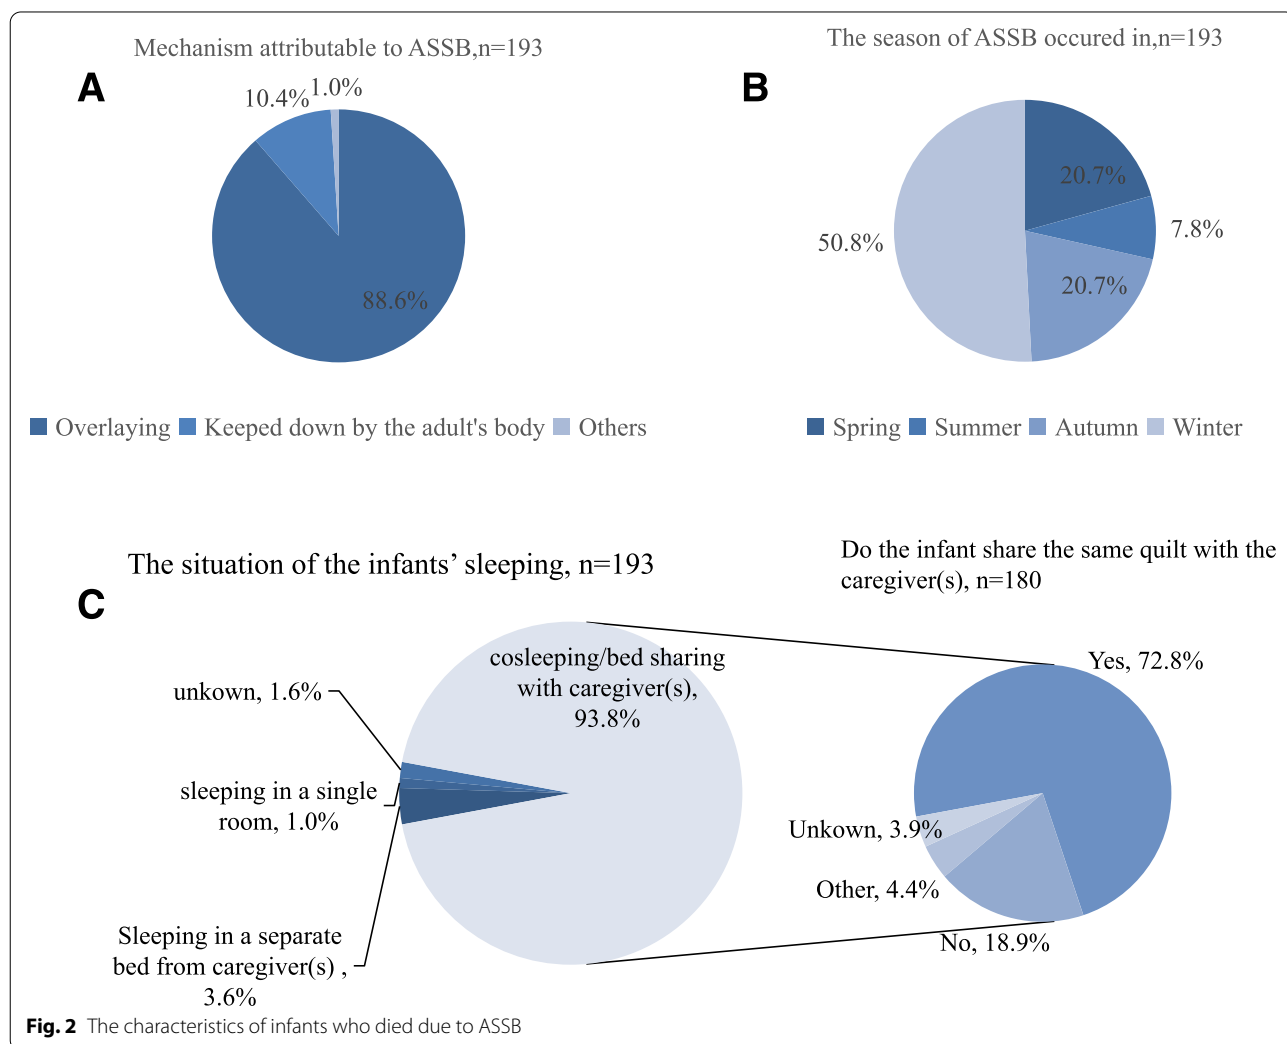 Mechanism attributable to ASSB,n=193
A
10.4%
1.0%
88.6%
Overlaying
Keeped down by the adult's body
Others
The season of ASSB occured in,n=193
B
20.7%
7.8%
50.8%
20.7%
Spring
Summer
Autumn
Winter
The situation of the infants’ sleeping, n=193
C
cosleeping/bed sharing
with caregiver(s),
93.8%
unkown, 1.6%
sleeping in a single
room, 1.0%
Sleeping in a separate
bed from caregiver(s) ,
3.6%
Do the infant share the same quilt with the
caregiver(s), n=180
Yes, 72.8%
Unkown, 3.9%
Other, 4.4%
No, 18.9%
Fig. 2 The characteristics of infants who died due to ASSB